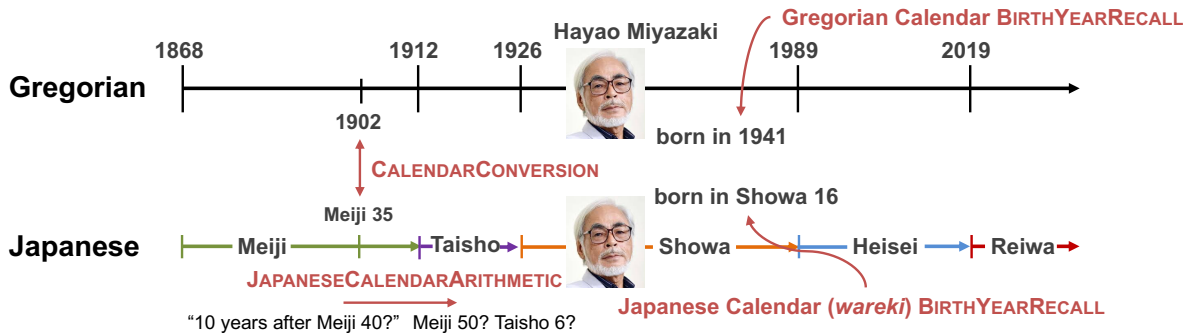 Gregorian Calendar BIRTHYEARRECALL
Hayao Miyazaki
1868 1912 1926 1989 2019
Gregorian
1902
born in 1941
CALENDARCONVERSION
born in Showa 16
Meiji 35
Japanese Meiji Taisho Showa Heisei Reiwa
JAPANESECALENDARARITHMETIC
Japanese Calendar (wareki) BIRTHYEARRECALL
“10 years after Meiji 40?” Meiji 50? Taisho 6?